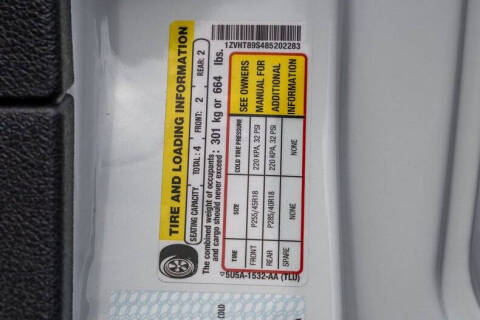 TIRE AND LOADING INFORMATION
SEATING CAPACITY TOTAL: 4 FRONT: 2 REAR: 2
The combined weight of occupants and cargo should never exceed: 301 kg or 664 lbs.
TIRE SIZE COLD TIRE PRESSURE
FRONT P255/45R18 220 KPA, 32 PSI
REAR P285/40R18 220 KPA, 32 PSI
SPARE NONE NONE
SEE OWNERS
MANUAL FOR
ADDITIONAL
INFORMATION
5U5A-1532-AA (TLU)
1ZVHT89S485202283
COLD